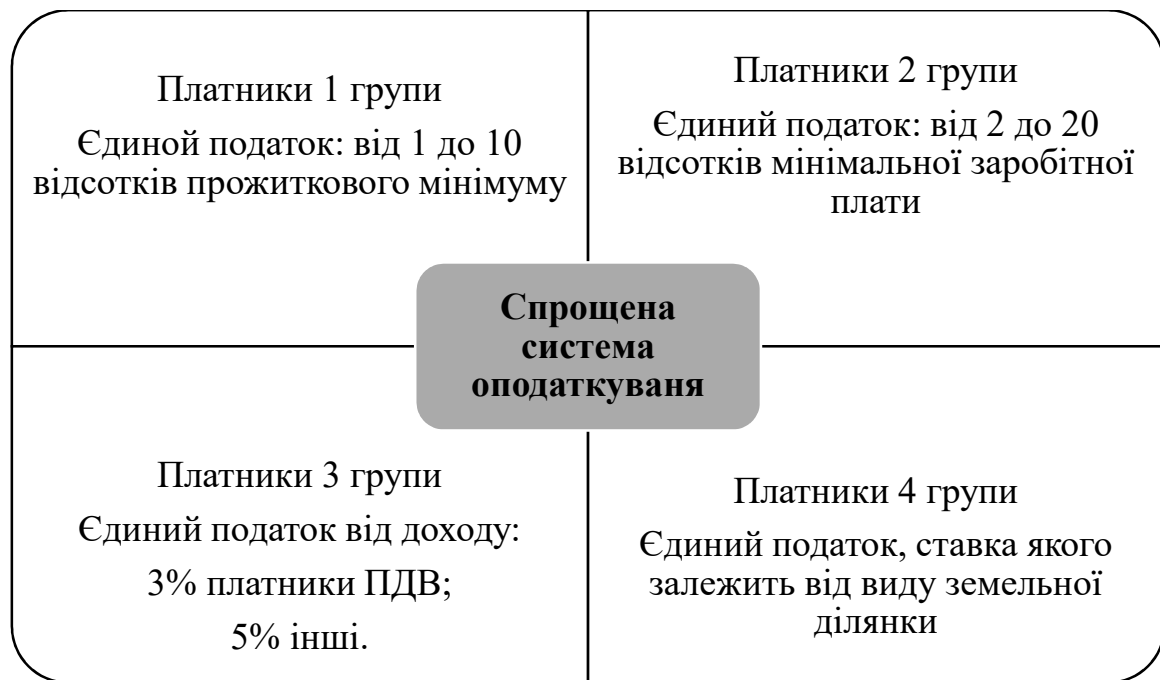 Платники 1 групи
Єдиной податок: від 1 до 10
відсотків прожиткового мінімуму
Платники 2 групи
Єдиний податок: від 2 до 20
відсотків мінімальної заробітної
плати
Спрощена
система
оподаткуваня
Платники 3 групи
Єдиний податок від доходу:
3% платники ПДВ;
5% інші.
Платники 4 групи
Єдиний податок, ставка якого
залежить від виду земельної
ділянки